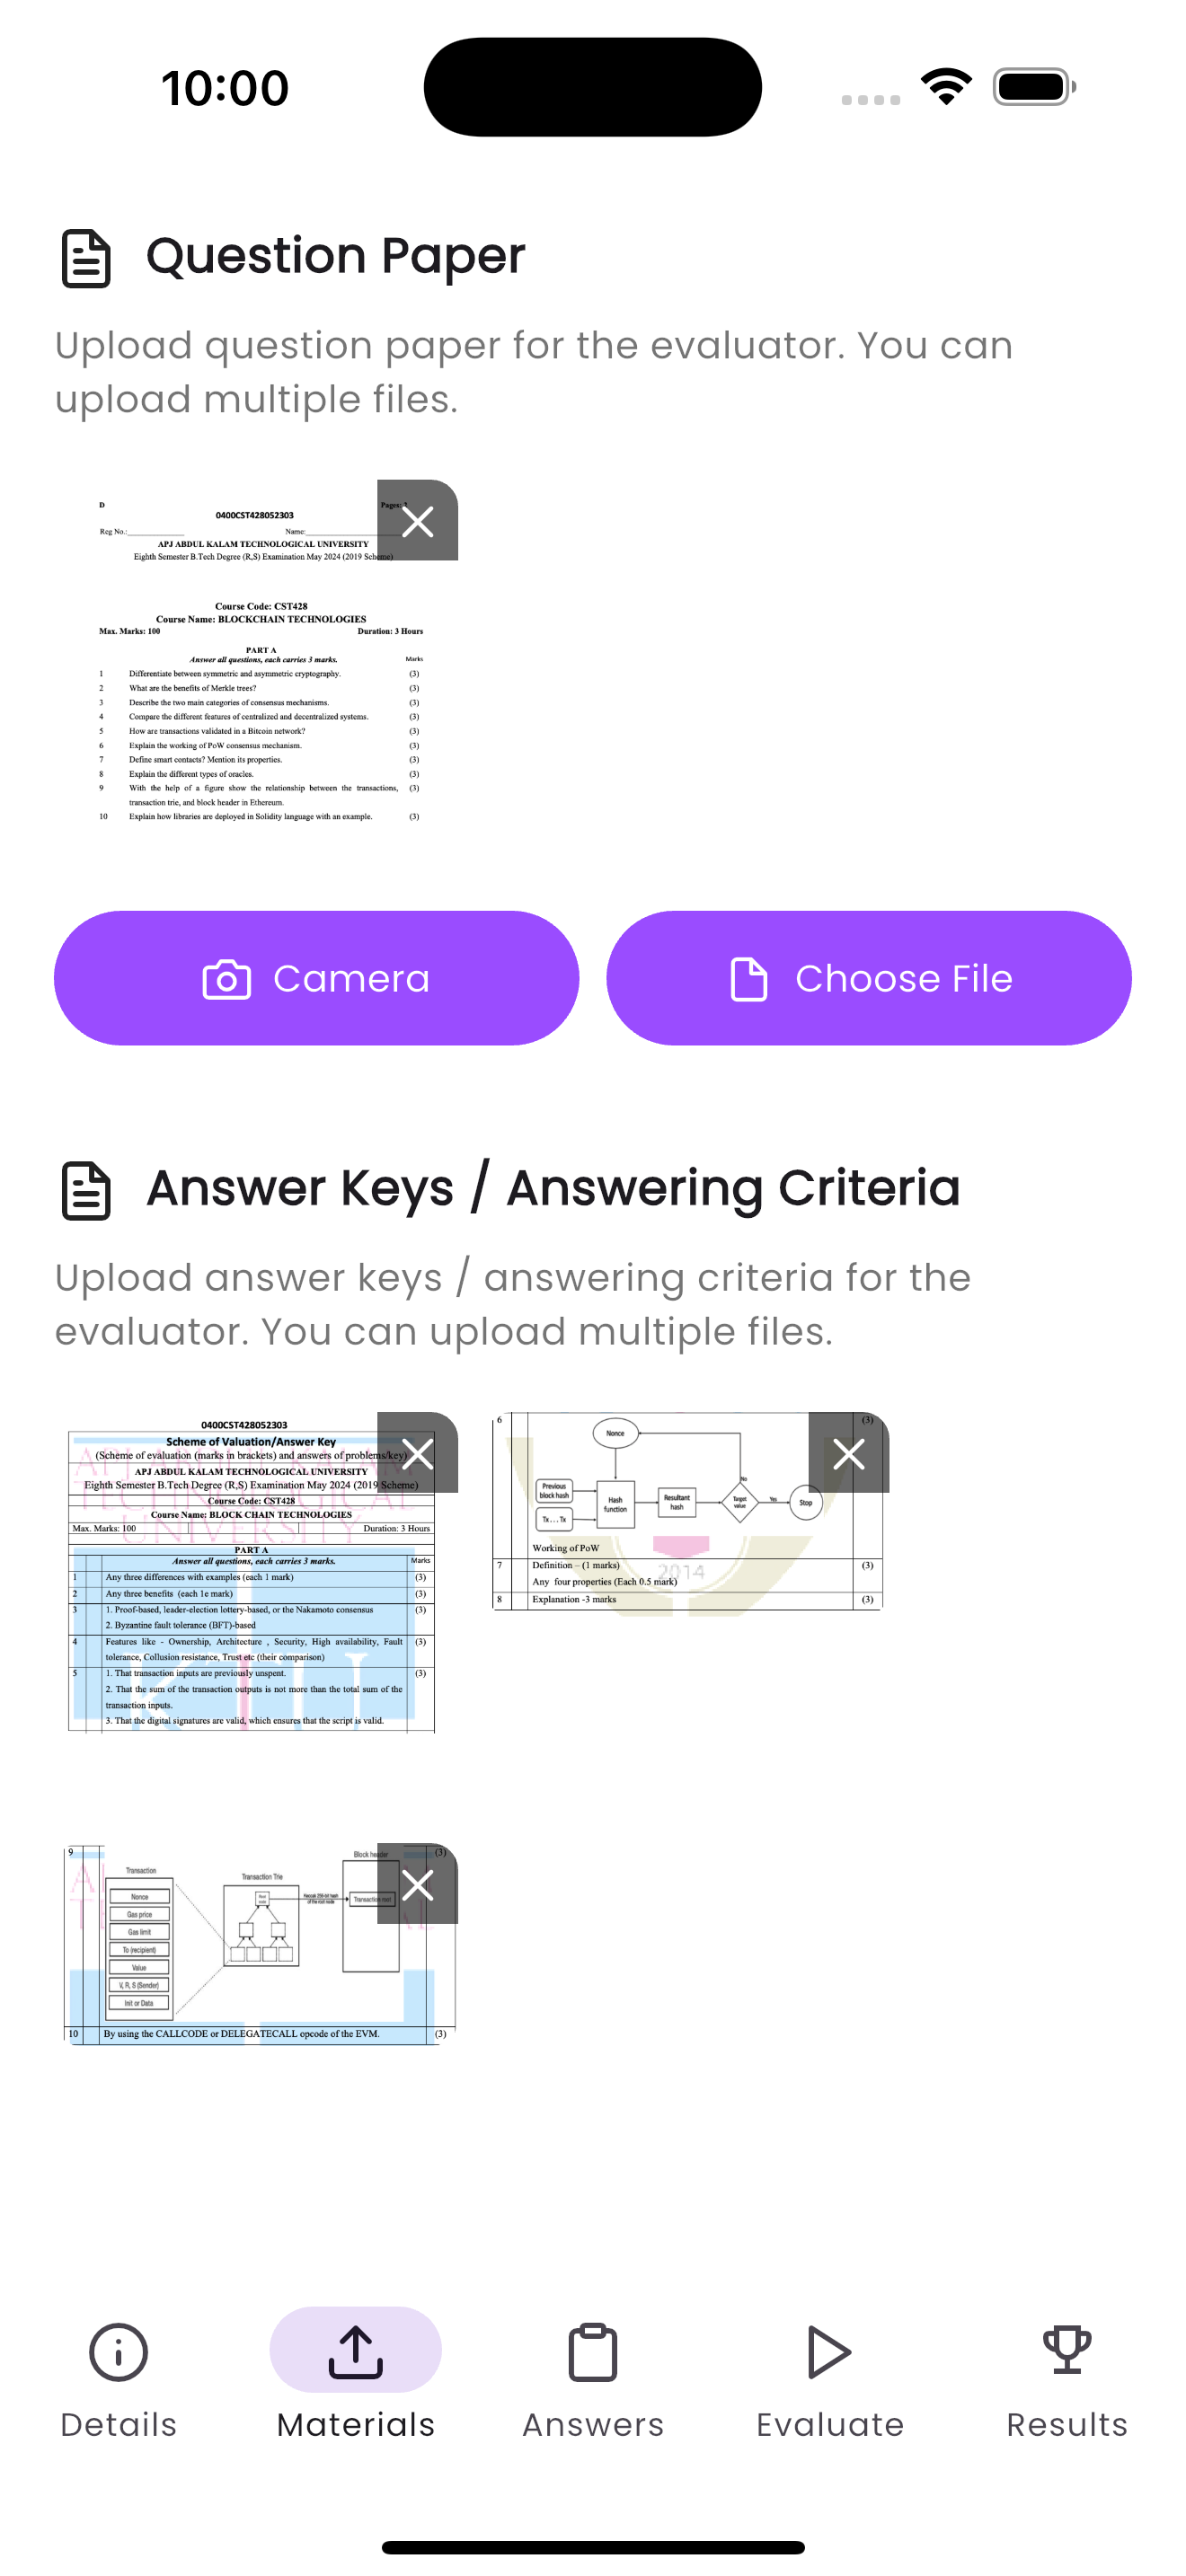 10:00
Question Paper
Upload question paper for the evaluator. You can
upload multiple files.
D
Pages:
0400CST428052303
Reg No.:
Name:
APJ ABDUL KALAM TECHNOLOGICAL UNIVERSITY
Eighth Semester B.Tech Degree (R,S) Examination May 2024 (2019 Scheme)
Course Code: CST428
Course Name: BLOCKCHAIN TECHNOLOGIES
Max. Marks: 100 Duration: 3 Hours
PART A
Answer all questions, each carries 3 marks. Marks
1 Differentiate between symmetric and asymmetric cryptography. (3)
2 What are the benefits of Merkle trees? (3)
3 Describe the two main categories of consensus mechanisms. (3)
4 Compare the different features of centralized and decentralized systems. (3)
5 How are transactions validated in a Bitcoin network? (3)
6 Explain the working of PoW consensus mechanism. (3)
7 Define smart contacts? Mention its properties. (3)
8 Explain the different types of oracles. (3)
9 With the help of a figure show the relationship between the transactions, (3)
transaction trie, and block header in Ethereum.
10 Explain how libraries are deployed in Solidity language with an example. (3)
Camera
Choose File
Answer Keys / Answering Criteria
Upload answer keys / answering criteria for the
evaluator. You can upload multiple files.
0400CST428052303
Scheme of Valuation/Answer Key
(Scheme of evaluation (marks in brackets) and answers of problems/key)
APJ ABDUL KALAM TECHNOLOGICAL UNIVERSITY
Eighth Semester B.Tech Degree (R,S) Examination May 2024 (2019 Scheme)
Course Code: CST428
Course Name: BLOCK CHAIN TECHNOLOGIES
Max. Marks: 100 Duration: 3 Hours
PART A
Answer all questions, each carries 3 marks. Marks
1 Any three differences with examples (each 1 mark) (3)
2 Any three benefits (each 1e mark) (3)
3 1. Proof-based, leader-election lottery-based, or the Nakamoto consensus (3)
2. Byzantine fault tolerance (BFT)-based
4 Features like - Ownership, Architecture , Security, High availability, Fault (3)
tolerance, Collusion resistance, Trust etc (their comparison)
5 1. That transaction inputs are previously unspent. (3)
2. That the sum of the transaction outputs is not more than the total sum of the
transaction inputs.
3. That the digital signatures are valid, which ensures that the script is valid.
APJ ABDUL KALAM
TECHNOLOGICAL
UNIVERSITY
KTU
6 (3)
Nonce
Previous
block hash
Tx... Tx
Hash
function
Resultant
hash
Target
value
No
Yes
Stop
Working of PoW
7 Definition – (1 marks) (3)
Any four properties (Each 0.5 mark)
2014
8 Explanation -3 marks (3)
9 (3)
Transaction
Nonce
Gas price
Gas limit
To (recipient)
Value
V, R, S (Sender)
Init or Data
Transaction Trie
Root
node
Keccak 256-bit hash
of the root node
Block header
Transaction root
10 By using the CALLCODE or DELEGATECALL opcode of the EVM. (3)
Details
Materials
Answers
Evaluate
Results